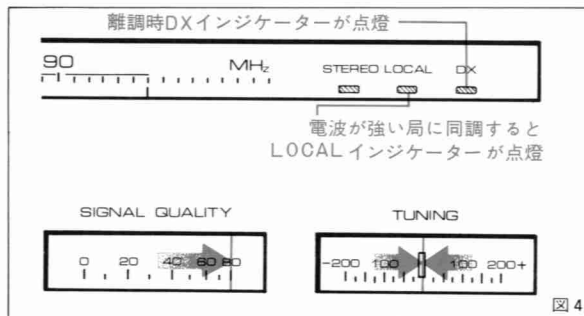 離調時DXインジケーターが点燈
90 MHz STEREO LOCAL DX
電波が強い局に同調すると
LOCALインジケーターが点燈
SIGNAL QUALITY
0 20 40 60 80
TUNING
-200 100 100 200+
図4